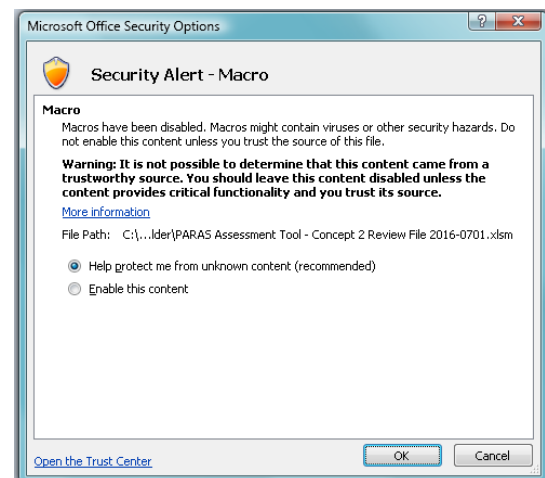 Microsoft Office Security Options
Security Alert - Macro
Macro
Macros have been disabled. Macros might contain viruses or other security hazards. Do
not enable this content unless you trust the source of this file.
Warning: It is not possible to determine that this content came from a
trustworthy source. You should leave this content disabled unless the
content provides critical functionality and you trust its source.
More information
File Path: C:\...lder\PARAS Assessment Tool - Concept 2 Review File 2016-0701.xlsm
Help protect me from unknown content (recommended)
Enable this content
Open the Trust Center
OK
Cancel